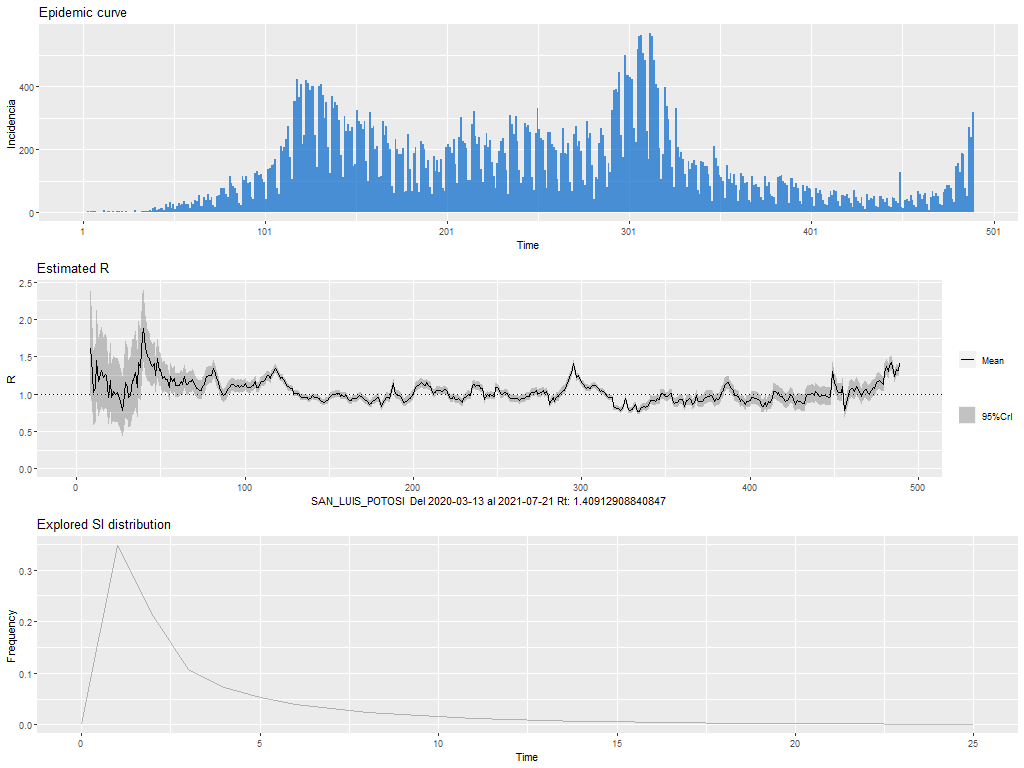 Epidemic curve
Incidencia
400
200
0
1
101
201
301
401
501
Time
Estimated R
R
2.5
2.0
1.5
1.0
0.5
0.0
0
100
200
300
400
500
Mean
95%CrI
SAN_LUIS_POTOSI Del 2020-03-13 al 2021-07-21 Rt: 1.40912908840847
Explored SI distribution
Frequency
0.3
0.2
0.1
0.0
0
5
10
15
20
25
Time